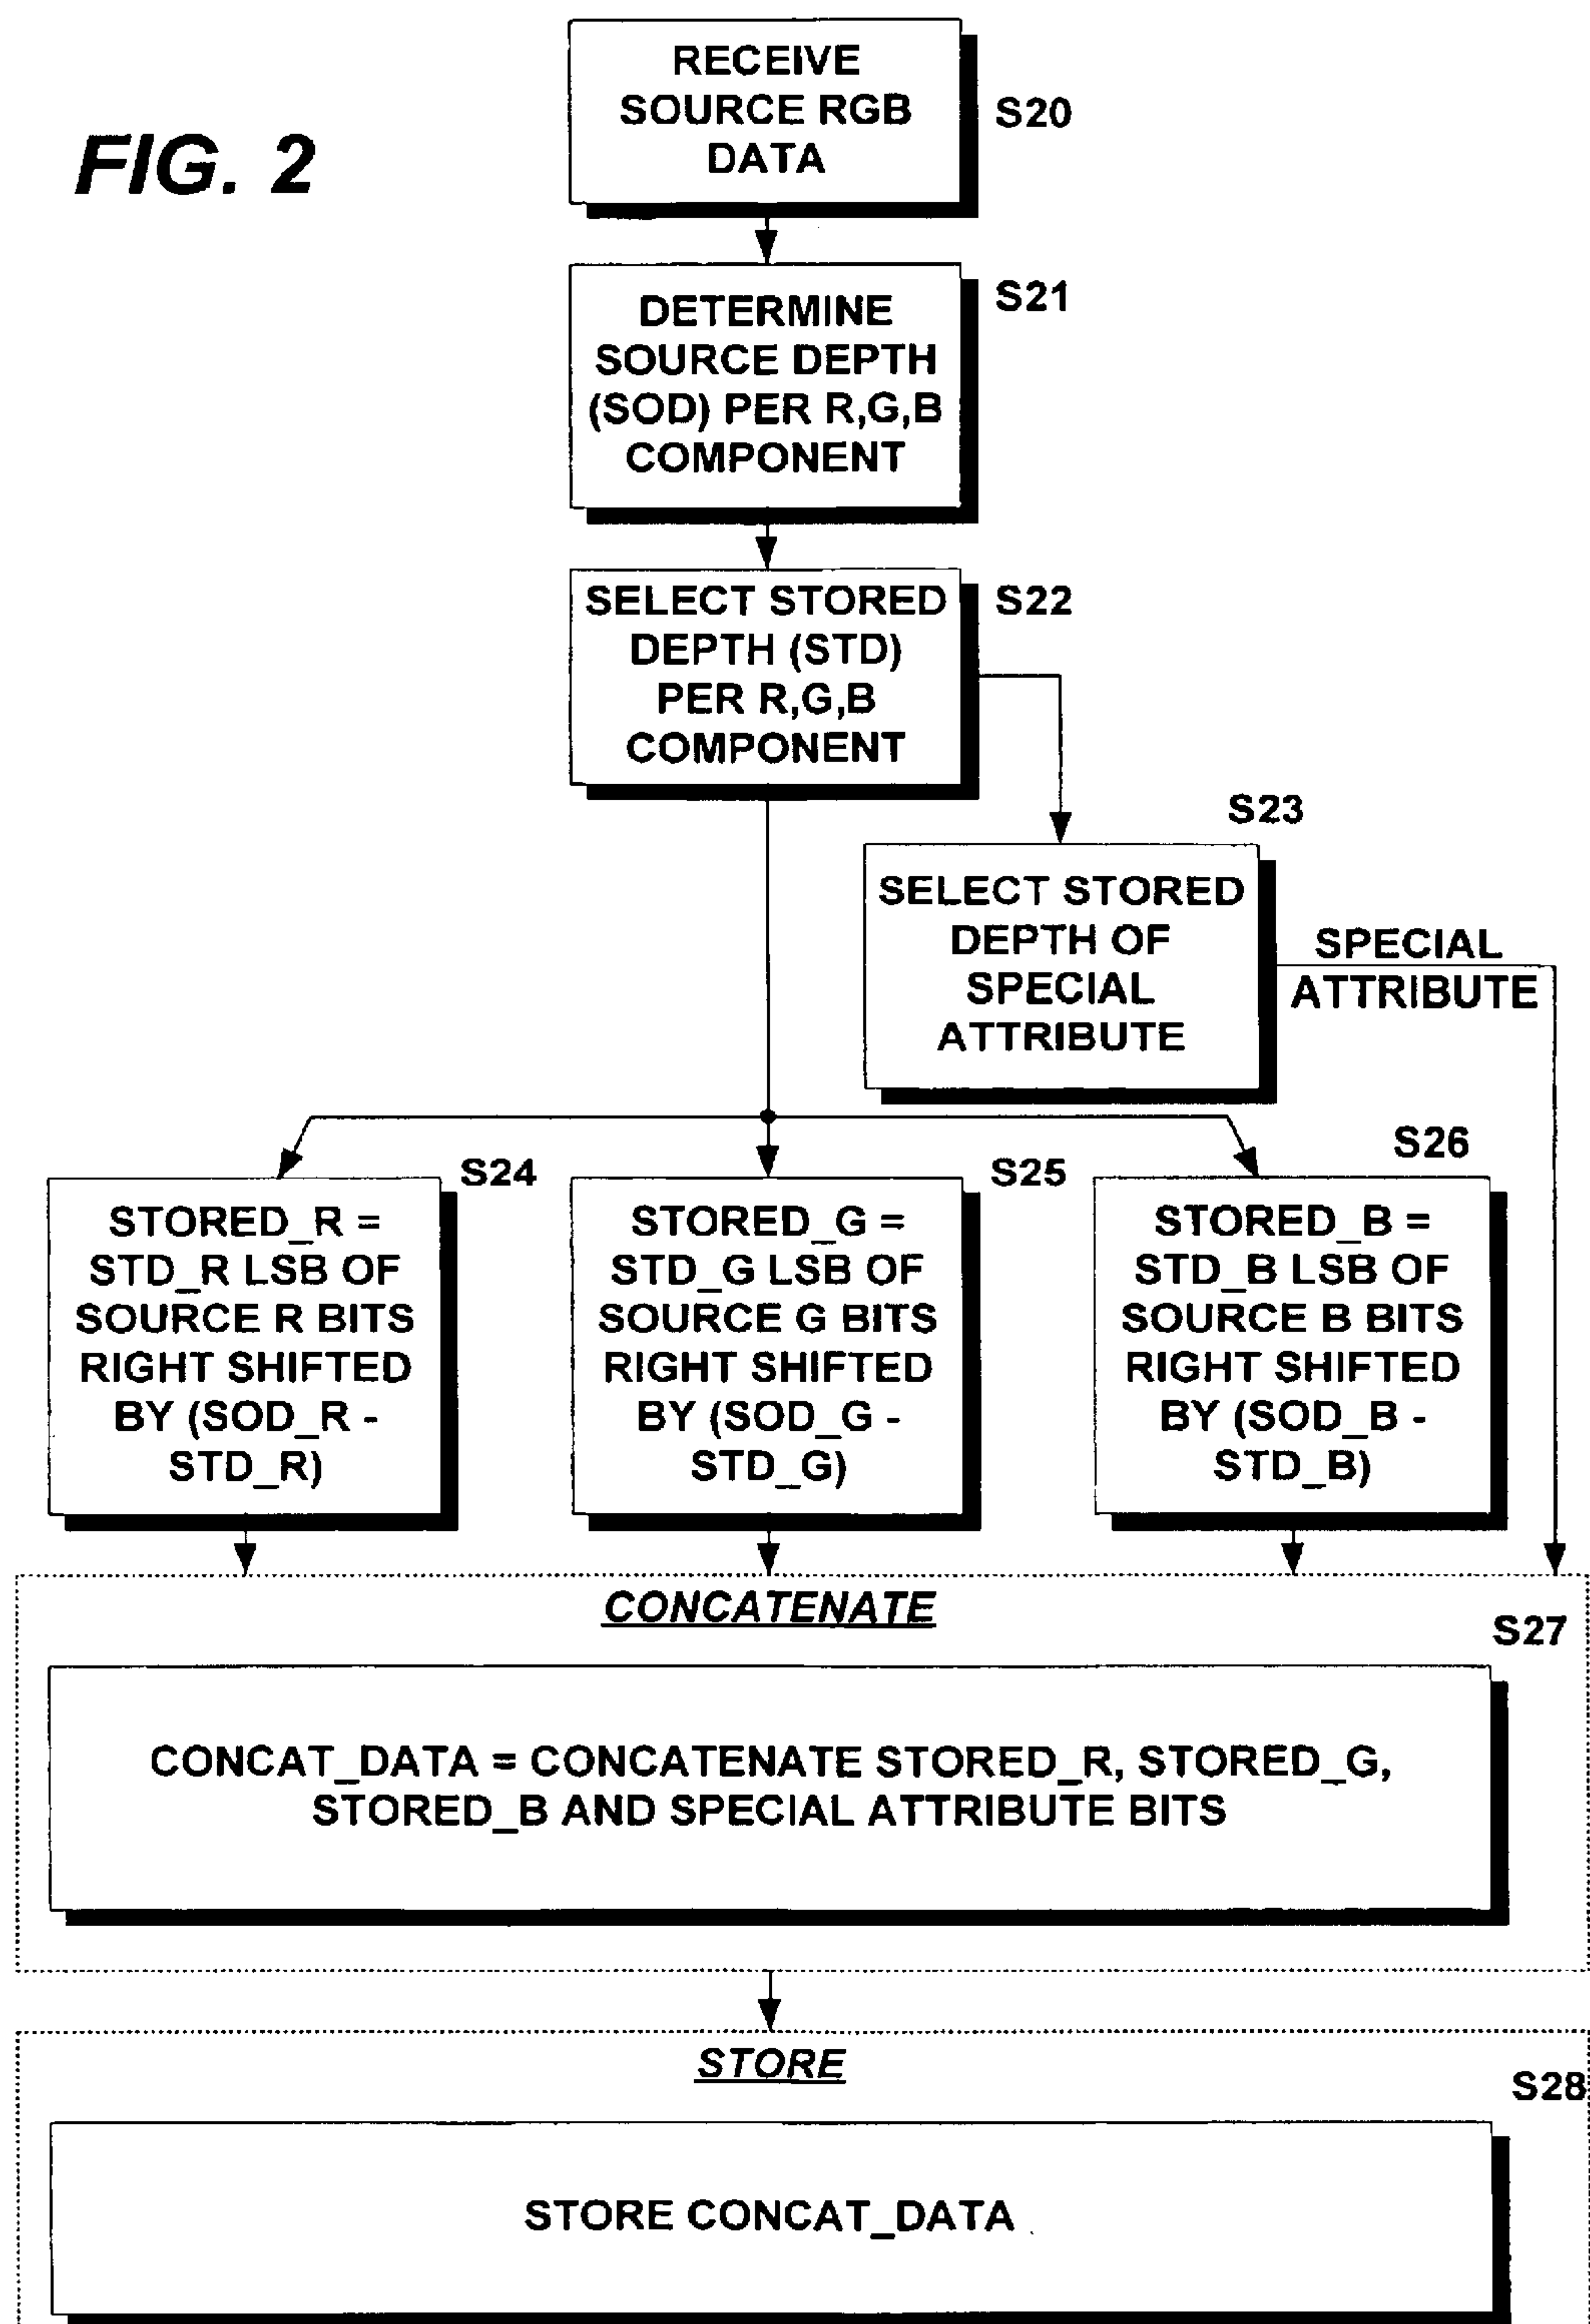 FIG. 2
RECEIVE
SOURCE RGB
DATA
S20
DETERMINE
SOURCE DEPTH
(SOD) PER R,G,B
COMPONENT
S21
SELECT STORED
DEPTH (STD)
PER R,G,B
COMPONENT
S22
S23
SELECT STORED
DEPTH OF
SPECIAL
ATTRIBUTE
SPECIAL
ATTRIBUTE
S24
STORED_R =
STD_R LSB OF
SOURCE R BITS
RIGHT SHIFTED
BY (SOD_R -
STD_R)
S25
STORED_G =
STD_G LSB OF
SOURCE G BITS
RIGHT SHIFTED
BY (SOD_G -
STD_G)
S26
STORED_B =
STD_B LSB OF
SOURCE B BITS
RIGHT SHIFTED
BY (SOD_B -
STD_B)
CONCATENATE
S27
CONCAT_DATA = CONCATENATE STORED_R, STORED_G,
STORED_B AND SPECIAL ATTRIBUTE BITS
STORE
S28
STORE CONCAT_DATA